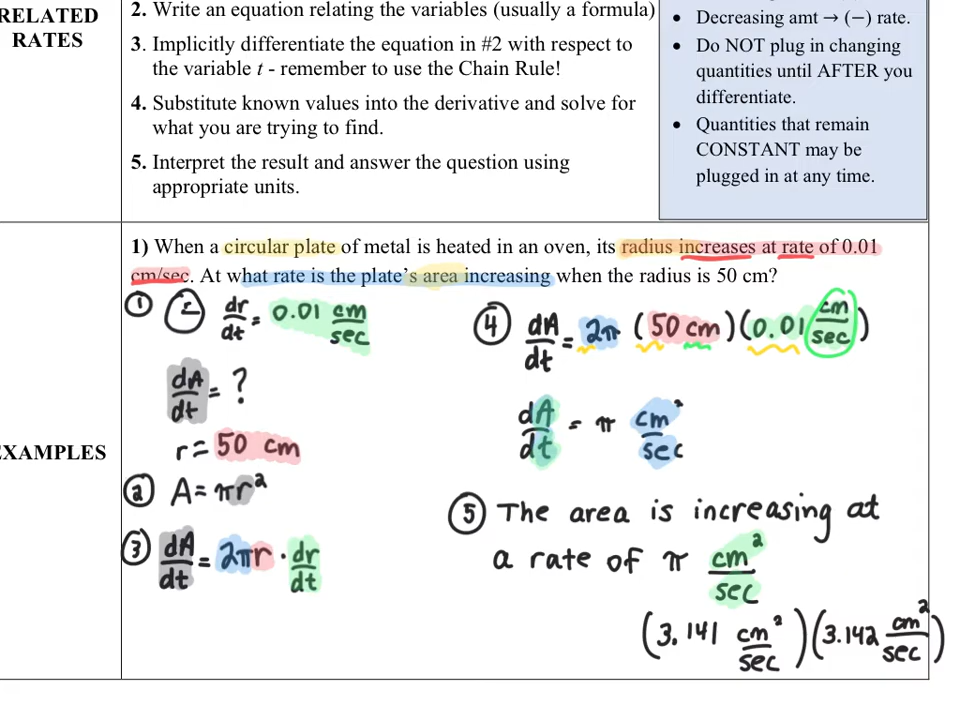 RELATED
RATES
2. Write an equation relating the variables (usually a formula)
3. Implicitly differentiate the equation in #2 with respect to
the variable t - remember to use the Chain Rule!
4. Substitute known values into the derivative and solve for
what you are trying to find.
5. Interpret the result and answer the question using
appropriate units.
• Decreasing amt → (−) rate.
• Do NOT plug in changing
quantities until AFTER you
differentiate.
• Quantities that remain
CONSTANT may be
plugged in at any time.
EXAMPLES
1) When a circular plate of metal is heated in an oven, its radius increases at rate of 0.01
cm/sec. At what rate is the plate's area increasing when the radius is 50 cm?
① dr/dt = 0.01 cm/sec
dA/dt = ?
r = 50 cm
② A = πr²
③ dA/dt = 2πr · dr/dt
④ dA/dt = 2π (50 cm)(0.01 cm/sec)
dA/dt = π cm²/sec
⑤ The area is increasing at
a rate of π cm²/sec
(3.141 cm²/sec)(3.142 cm²/sec)